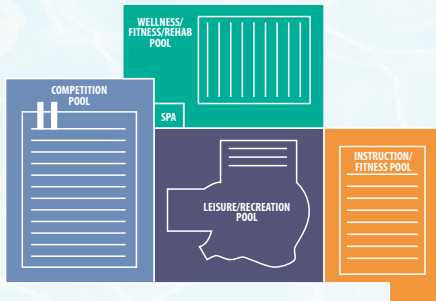 WELLNESS/
FITNESS/REHAB
POOL
COMPETITION
POOL
SPA
INSTRUCTION/
FITNESS POOL
LEISURE/RECREATION
POOL